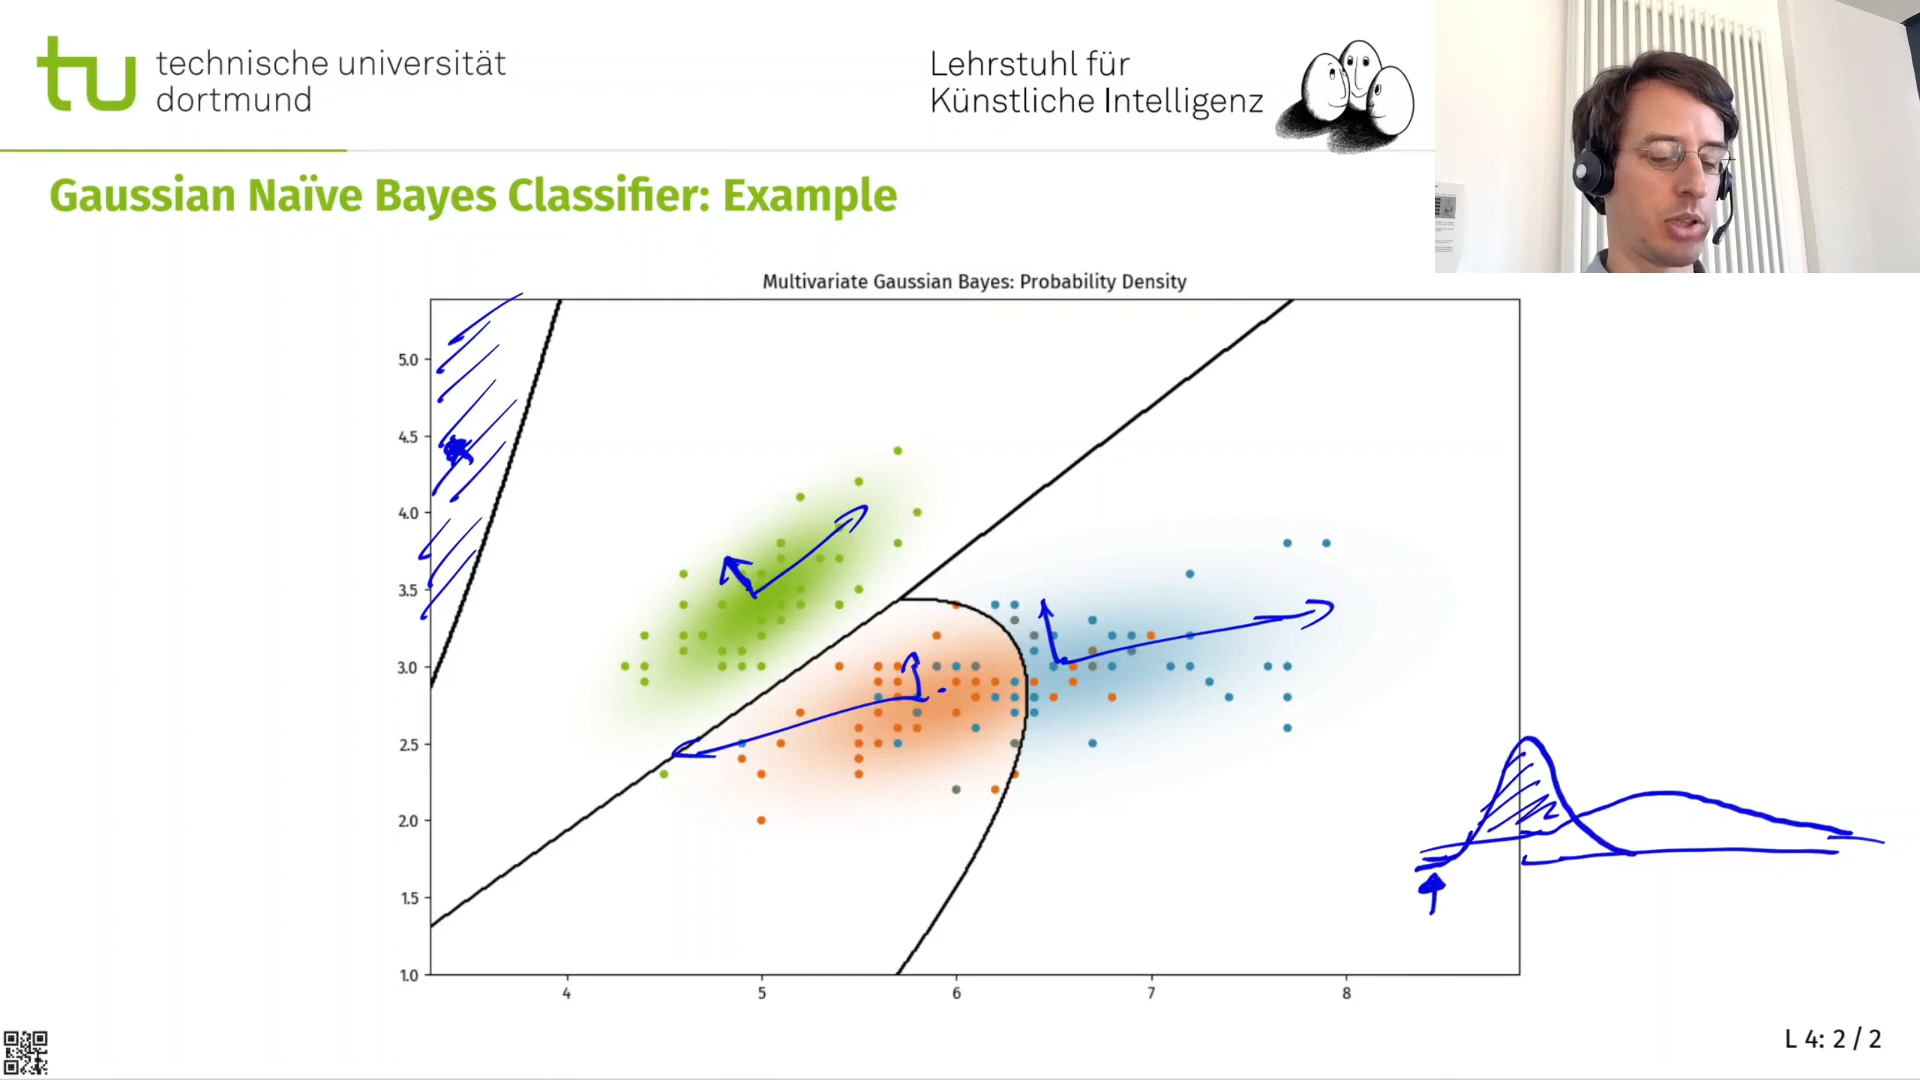 technische universität
dortmund
Lehrstuhl für
Künstliche Intelligenz
Gaussian Naïve Bayes Classifier: Example
Multivariate Gaussian Bayes: Probability Density
5.0
4.5
4.0
3.5
3.0
2.5
2.0
1.5
1.0
4 5 6 7 8
L 4: 2 / 2